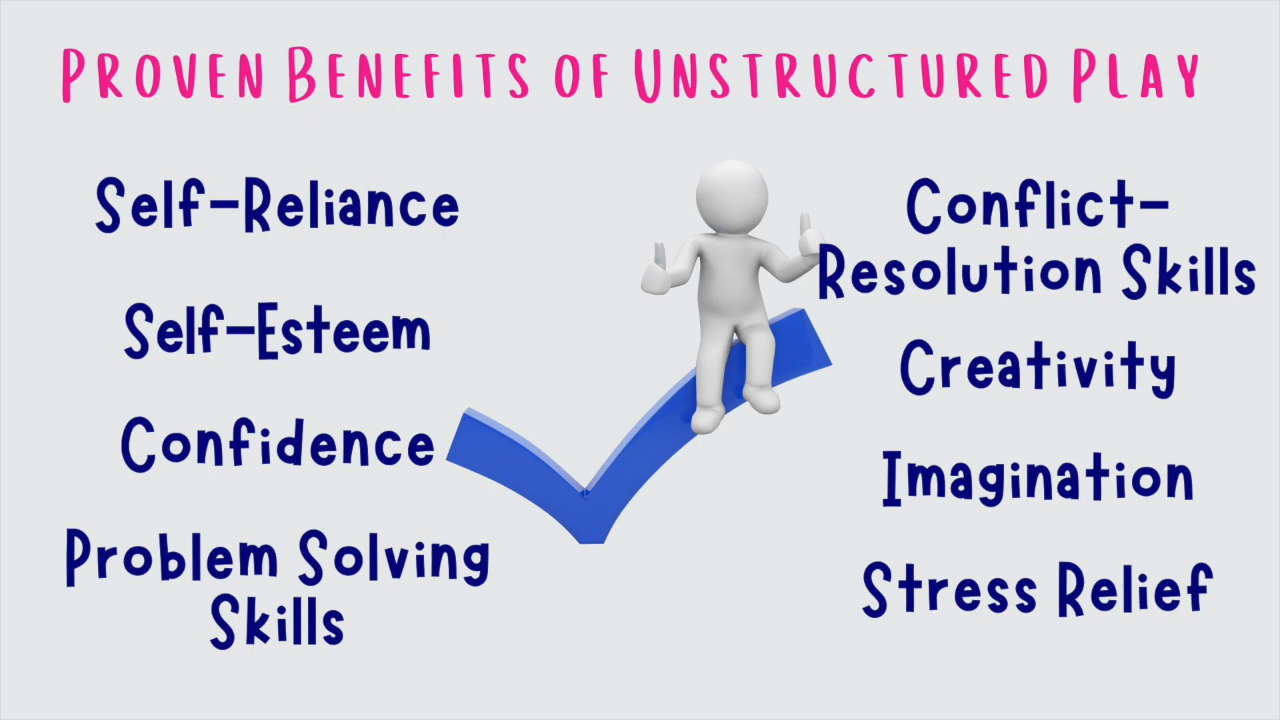 Proven Benefits of Unstructured Play
Self-Reliance
Self-Esteem
Confidence
Problem Solving
Skills
Conflict-
Resolution Skills
Creativity
Imagination
Stress Relief